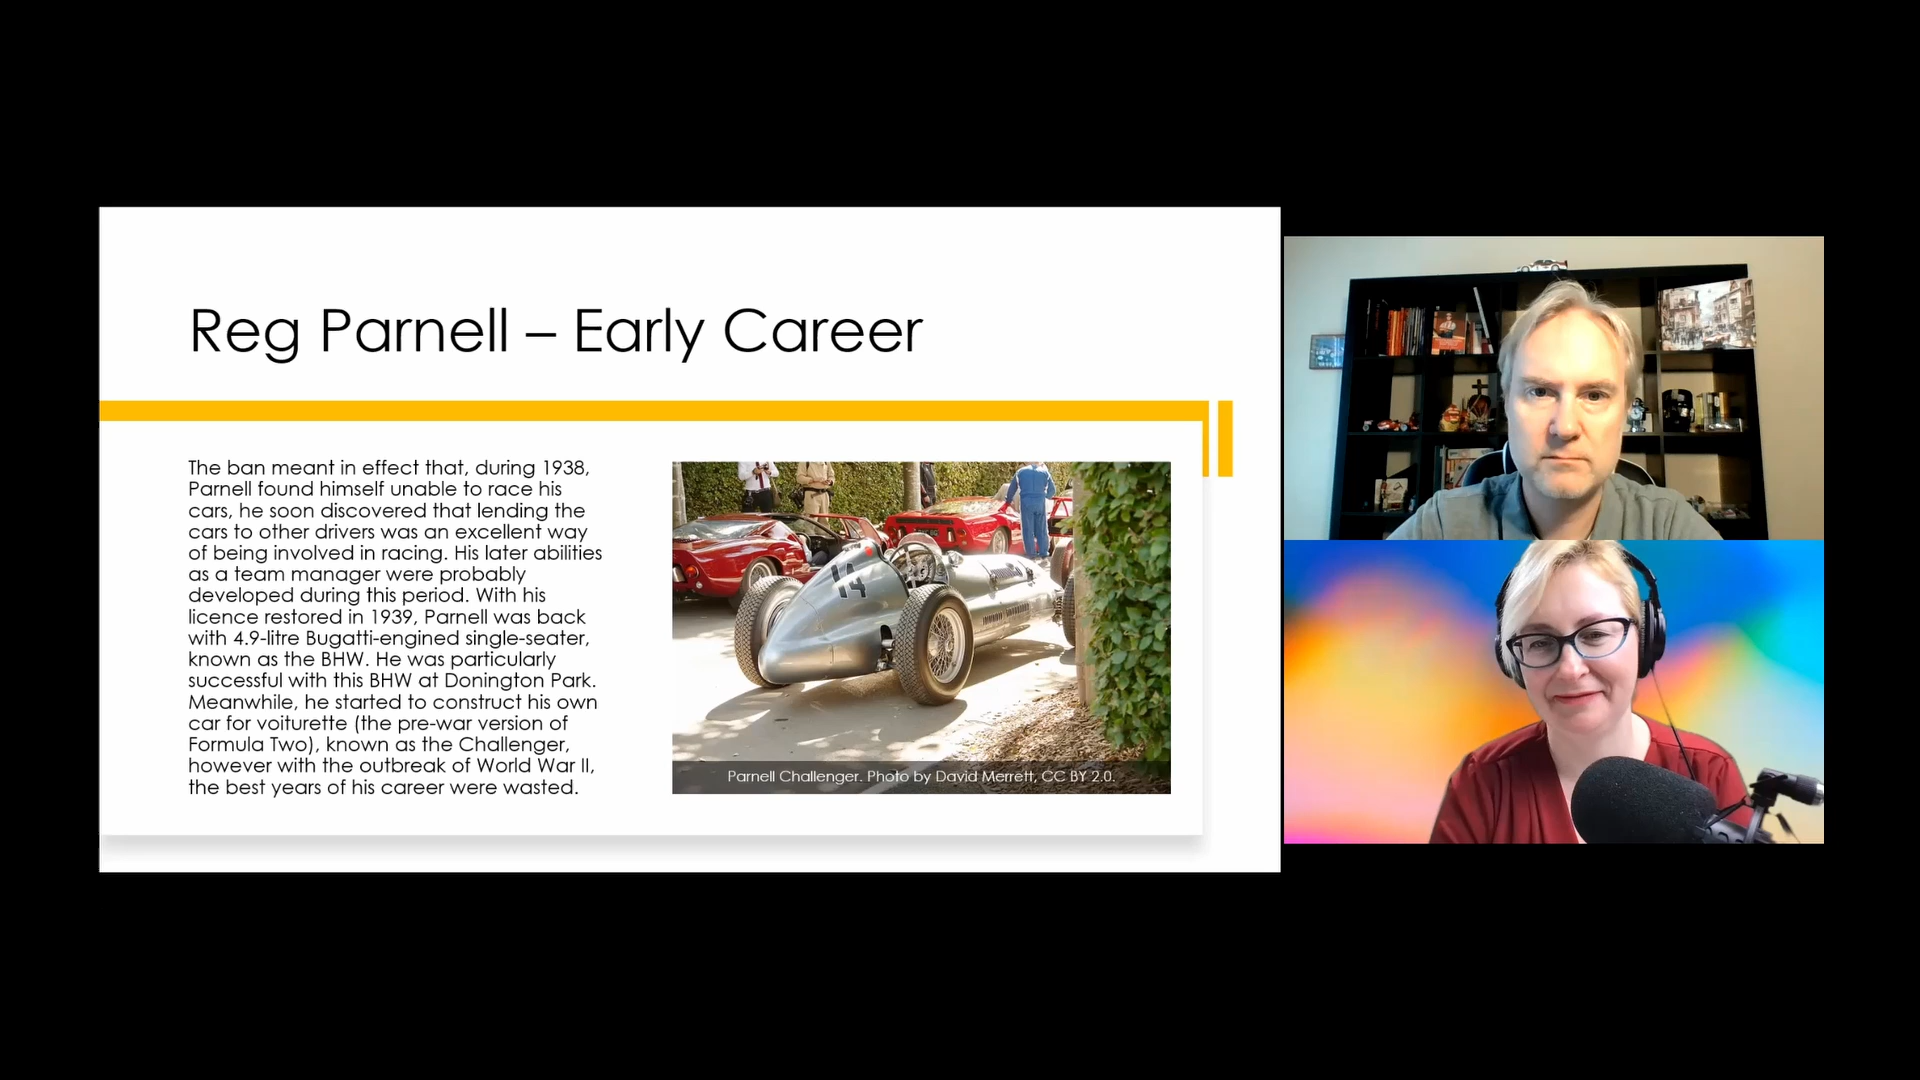 Reg Parnell – Early Career
The ban meant in effect that, during 1938,
Parnell found himself unable to race his
cars, he soon discovered that lending the
cars to other drivers was an excellent way
of being involved in racing. His later abilities
as a team manager were probably
developed during this period. With his
licence restored in 1939, Parnell was back
with 4.9-litre Bugatti-engined single-seater,
known as the BHW. He was particularly
successful with this BHW at Donington Park.
Meanwhile, he started to construct his own
car for voiturette (the pre-war version of
Formula Two), known as the Challenger,
however with the outbreak of World War II,
the best years of his career were wasted.
14
Parnell Challenger. Photo by David Merrett, CC BY 2.0.